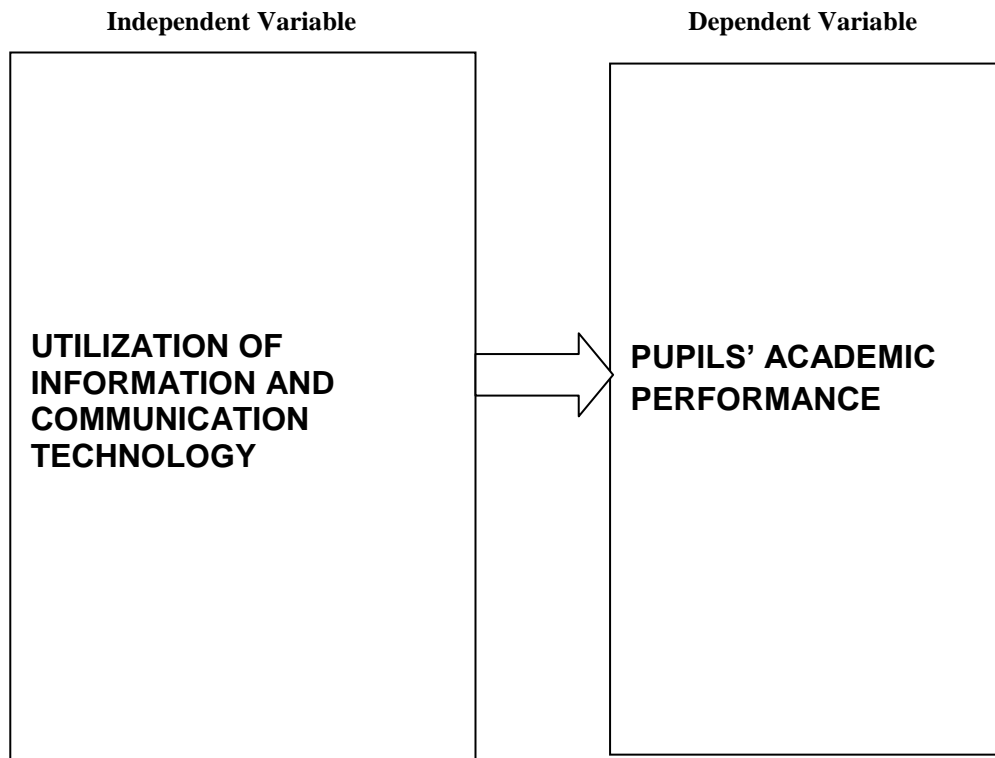 Independent Variable
Dependent Variable
UTILIZATION OF
INFORMATION AND
COMMUNICATION
TECHNOLOGY
PUPILS’ ACADEMIC
PERFORMANCE